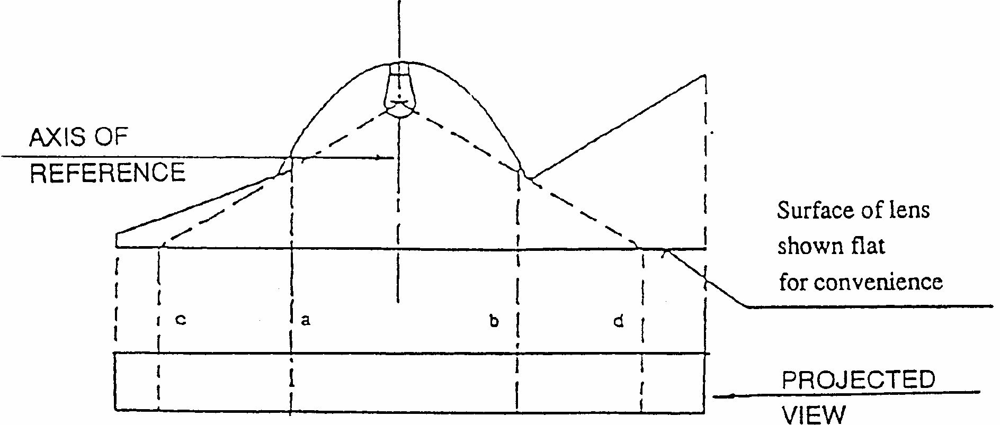 AXIS OF
REFERENCE
Surface of lens
shown flat
for convenience
c
a
b
d
PROJECTED
VIEW